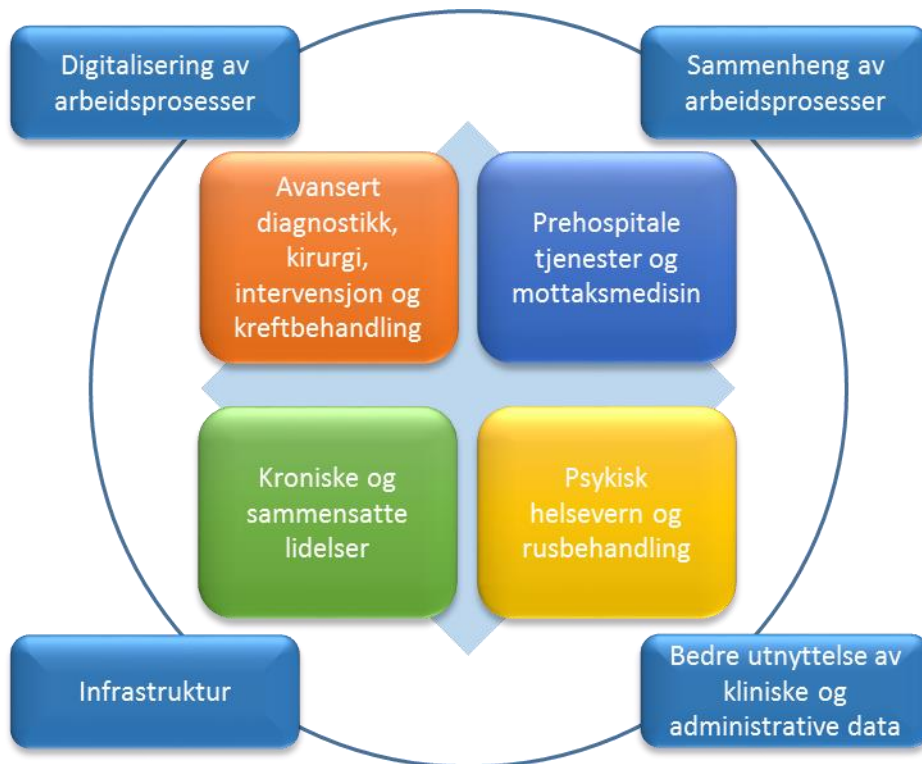 Digitalisering av
arbeidsprosesser
Sammenheng av
arbeidsprosesser
Avansert
diagnostikk,
kirurgi,
intervensjon og
kreftbehandling
Prehospitale
tjenester og
mottaksmedisin
Kroniske og
sammensatte
lidelser
Psykisk
helsevern og
rusbehandling
Infrastruktur
Bedre utnyttelse av
kliniske og
administrative data